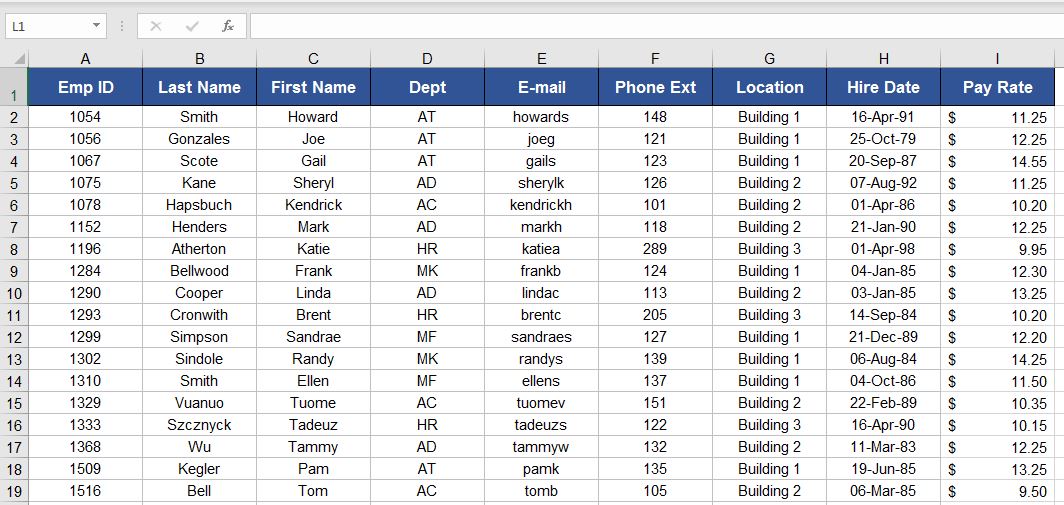 L1 fx
A B C D E F G H I
1 Emp ID Last Name First Name Dept E-mail Phone Ext Location Hire Date Pay Rate
2 1054 Smith Howard AT howards 148 Building 1 16-Apr-91 $ 11.25
3 1056 Gonzales Joe AT joeg 121 Building 1 25-Oct-79 $ 12.25
4 1067 Scote Gail AT gails 123 Building 1 20-Sep-87 $ 14.55
5 1075 Kane Sheryl AD sherylk 126 Building 2 07-Aug-92 $ 11.25
6 1078 Hapsbuch Kendrick AC kendrickh 101 Building 2 01-Apr-86 $ 10.20
7 1152 Henders Mark AD markh 118 Building 2 21-Jan-90 $ 12.25
8 1196 Atherton Katie HR katiea 289 Building 3 01-Apr-98 $ 9.95
9 1284 Bellwood Frank MK frankb 124 Building 1 04-Jan-85 $ 12.30
10 1290 Cooper Linda AD lindac 113 Building 2 03-Jan-85 $ 13.25
11 1293 Cronwith Brent HR brentc 205 Building 3 14-Sep-84 $ 10.20
12 1299 Simpson Sandrae MF sandraes 127 Building 1 21-Dec-89 $ 12.20
13 1302 Sindole Randy MK randys 139 Building 1 06-Aug-84 $ 14.25
14 1310 Smith Ellen MF ellens 137 Building 1 04-Oct-86 $ 11.50
15 1329 Vuanuo Tuome AC tuomev 151 Building 2 22-Feb-89 $ 10.35
16 1333 Szcznyck Tadeuz HR tadeuzs 122 Building 3 16-Apr-90 $ 10.15
17 1368 Wu Tammy AD tammyw 132 Building 2 11-Mar-83 $ 12.25
18 1509 Kegler Pam AT pamk 135 Building 1 19-Jun-85 $ 13.25
19 1516 Bell Tom AC tomb 105 Building 2 06-Mar-85 $ 9.50